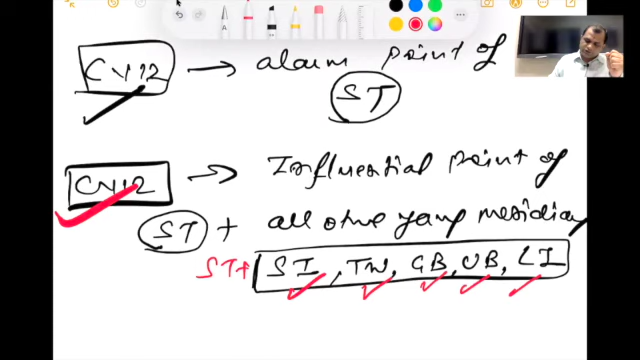 CV12 → alarm point of
ST
CV12 → Influential point of
ST + all other yang meridians
ST+ SI, TW, GB, UB, LI